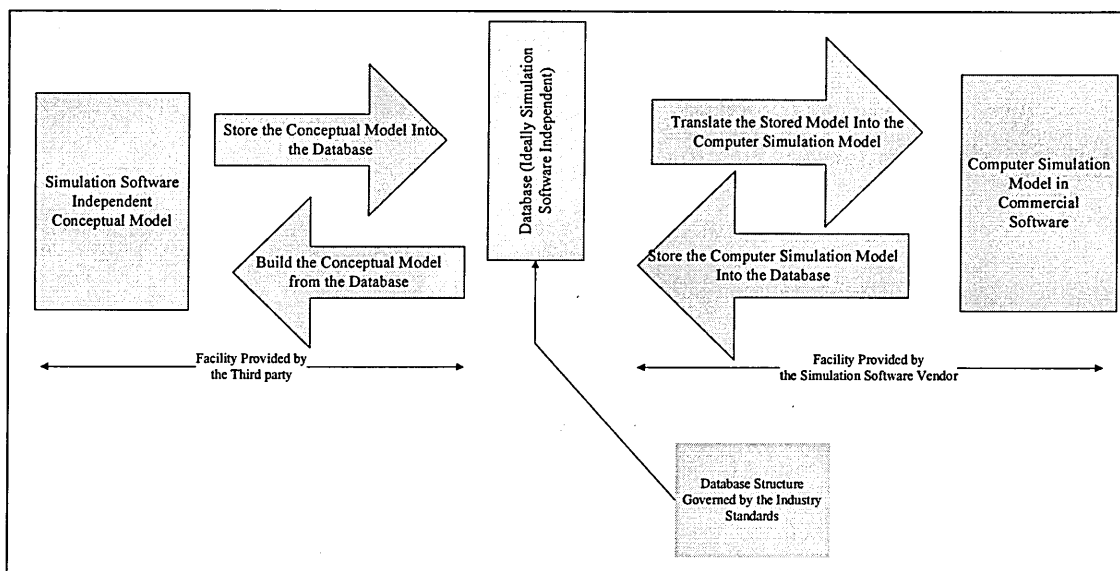 Simulation Software
Independent
Conceptual Model
Store the Conceptual Model Into
the Database
Build the Conceptual Model
from the Database
Facility Provided by
the Third party
Database (Ideally Simulation
Software Independent)
Translate the Stored Model Into the
Computer Simulation Model
Store the Computer Simulation Model
Into the Database
Facility Provided by
the Simulation Software Vendor
Computer Simulation
Model in
Commercial
Software
Database Structure
Governed by the Industry
Standards